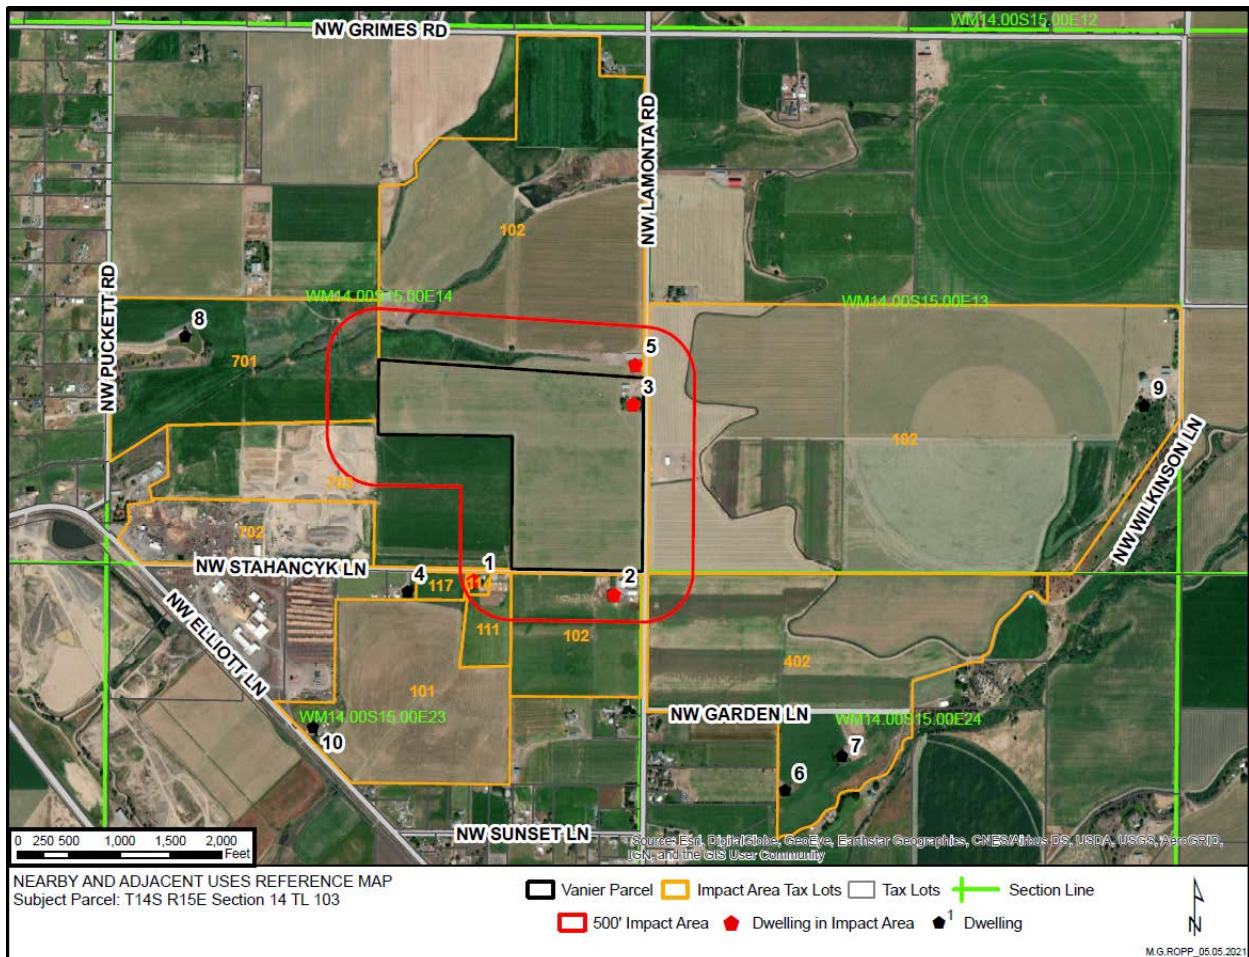 NW GRIMES RD
WM14.00S15.00E12
NW LAMONTA RD
102
NW PUCKETT RD
WM14.00S15.00E14
WM14.00S15.00E13
8
701
5
3
9
102
NW WILKINSON LN
703
702
NW STAHANCYK LN
4
117
1
2
111
102
402
NW ELLIOTT LN
101
WM14.00S15.00E23
10
NW GARDEN LN
WM14.00S15.00E24
7
6
NW SUNSET LN
0 250 500 1,000 1,500 2,000
Feet
Source: Esri, DigitalGlobe, GeoEye, Earthstar Geographics, CNES/Airbus DS, USDA, USGS, AeroGRID,
IGN, and the GIS User Community
NEARBY AND ADJACENT USES REFERENCE MAP
Subject Parcel: T14S R15E Section 14 TL 103
Vanier Parcel Impact Area Tax Lots Tax Lots Section Line
500' Impact Area Dwelling in Impact Area 1 Dwelling
N
M.G.ROPP_05.05.2021